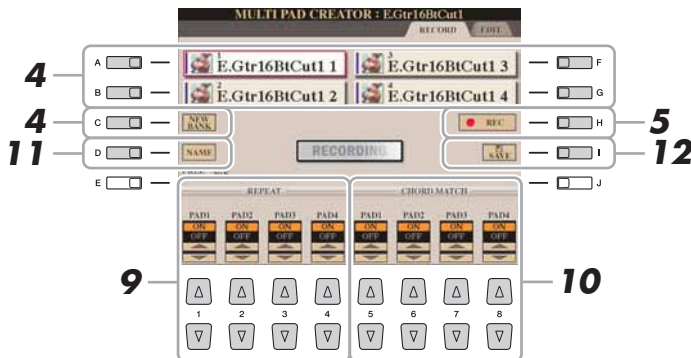 MULTI PAD CREATOR : E.Gtr16BtCut1
RECORD EDIT
4 A 1 E.Gtr16BtCut1 1 3 E.Gtr16BtCut1 3 F
B 2 E.Gtr16BtCut1 2 4 E.Gtr16BtCut1 4 G
4 C NEW BANK REC H 5
11 D NAME RECORDING SAVE I 12
E J
REPEAT CHORD MATCH
PAD1 PAD2 PAD3 PAD4 PAD1 PAD2 PAD3 PAD4
ON ON ON ON ON ON ON ON
OFF OFF OFF OFF OFF OFF OFF OFF
9 10
1 2 3 4 5 6 7 8